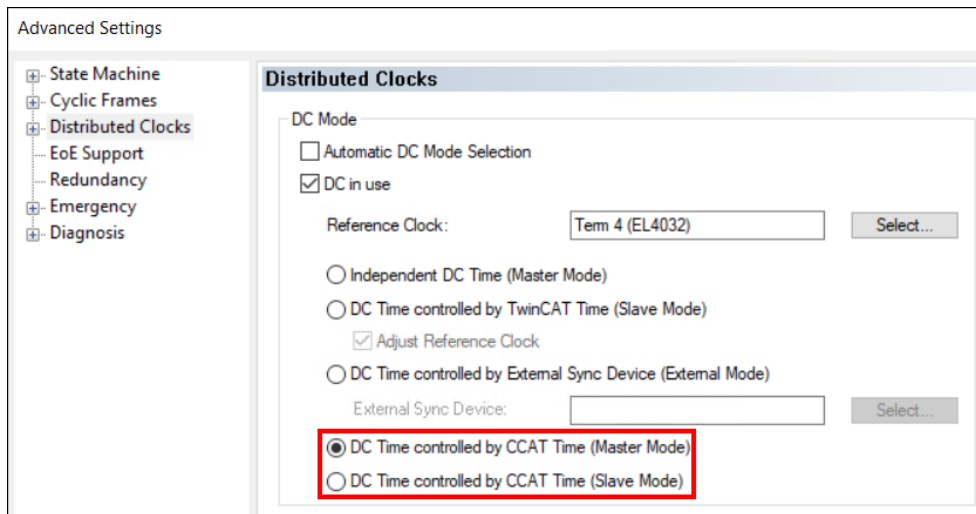 Advanced Settings
State Machine
Cyclic Frames
Distributed Clocks
EoE Support
Redundancy
Emergency
Diagnosis
Distributed Clocks
DC Mode
Automatic DC Mode Selection
DC in use
Reference Clock: Term 4 (EL4032) Select...
Independent DC Time (Master Mode)
DC Time controlled by TwinCAT Time (Slave Mode)
Adjust Reference Clock
DC Time controlled by External Sync Device (External Mode)
External Sync Device: Select...
DC Time controlled by CCAT Time (Master Mode)
DC Time controlled by CCAT Time (Slave Mode)